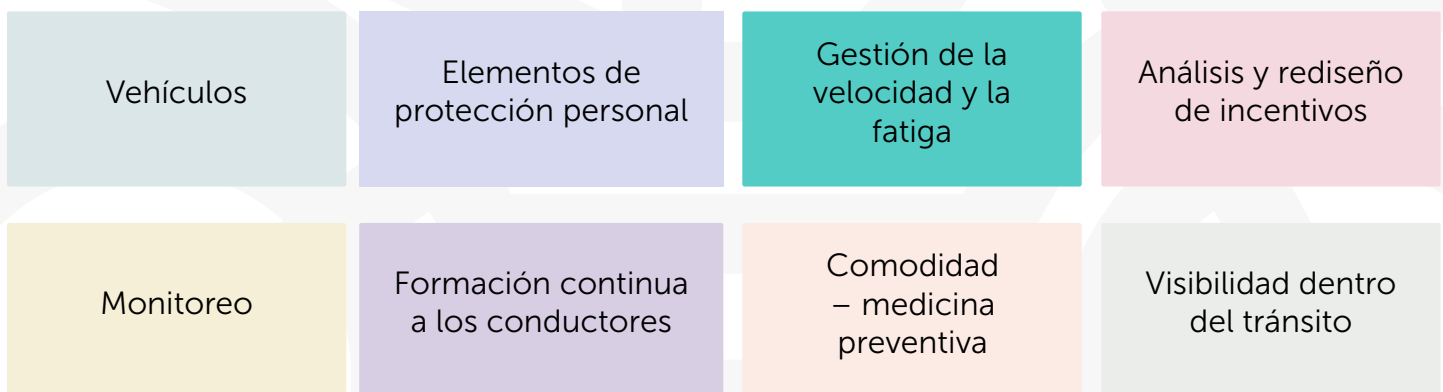 Vehículos
Elementos de
protección personal
Gestión de la
velocidad y la
fatiga
Análisis y rediseño
de incentivos
Monitoreo
Formación continua
a los conductores
Comodidad
– medicina
preventiva
Visibilidad dentro
del tránsito